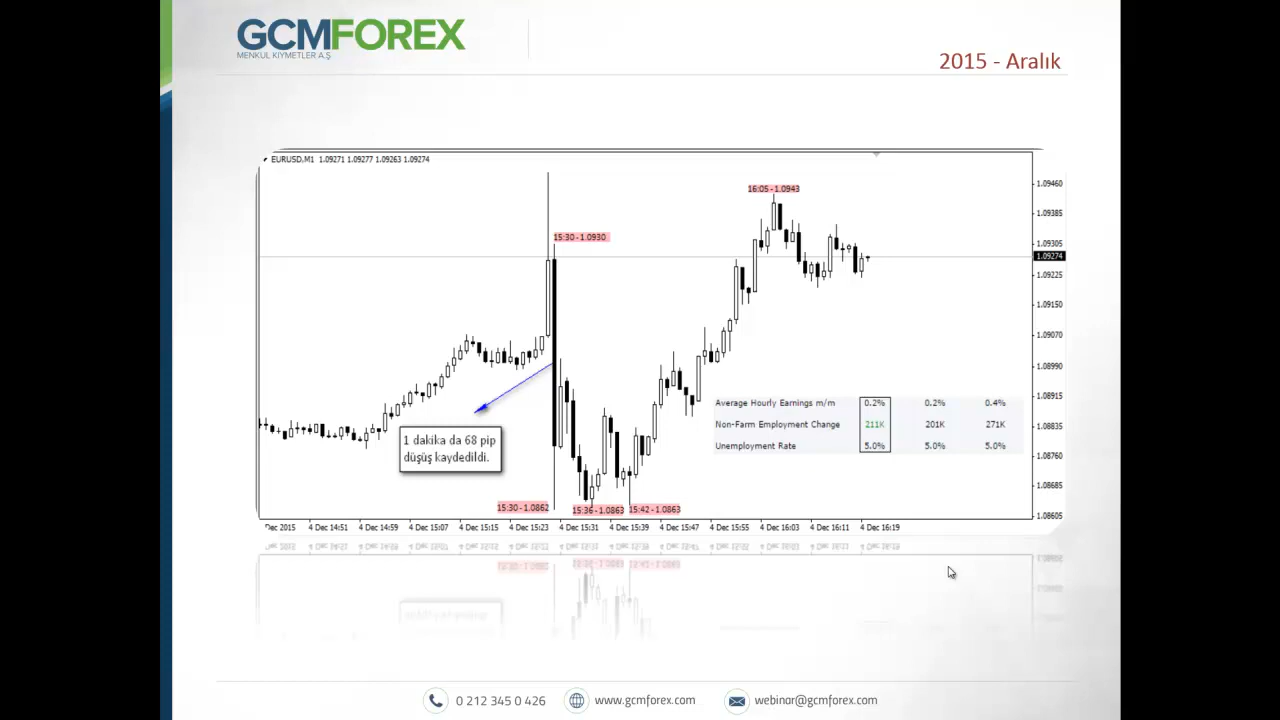 GCMFOREX
MENKUL KIYMETLER A.Ş
2015 - Aralık
EURUSD,M1 1.09271 1.09277 1.09263 1.09274
16:05 - 1.0943
15:30 - 1.0930
1.09460
1.09385
1.09305
1.09274
1.09225
1.09150
1.09070
1.08990
1.08915
1.08835
1.08760
1.08685
1.08605
Average Hourly Earnings m/m 0.2% 0.2% 0.4%
Non-Farm Employment Change 211K 201K 271K
Unemployment Rate 5.0% 5.0% 5.0%
1 dakika da 68 pip
düşüş kaydedildi.
15:30 - 1.0862
15:36 - 1.0863
15:42 - 1.0863
Dec 2015 4 Dec 14:51 4 Dec 14:59 4 Dec 15:07 4 Dec 15:15 4 Dec 15:23 4 Dec 15:31 4 Dec 15:39 4 Dec 15:47 4 Dec 15:55 4 Dec 16:03 4 Dec 16:11 4 Dec 16:19
0 212 345 0 426
www.gcmforex.com
webinar@gcmforex.com